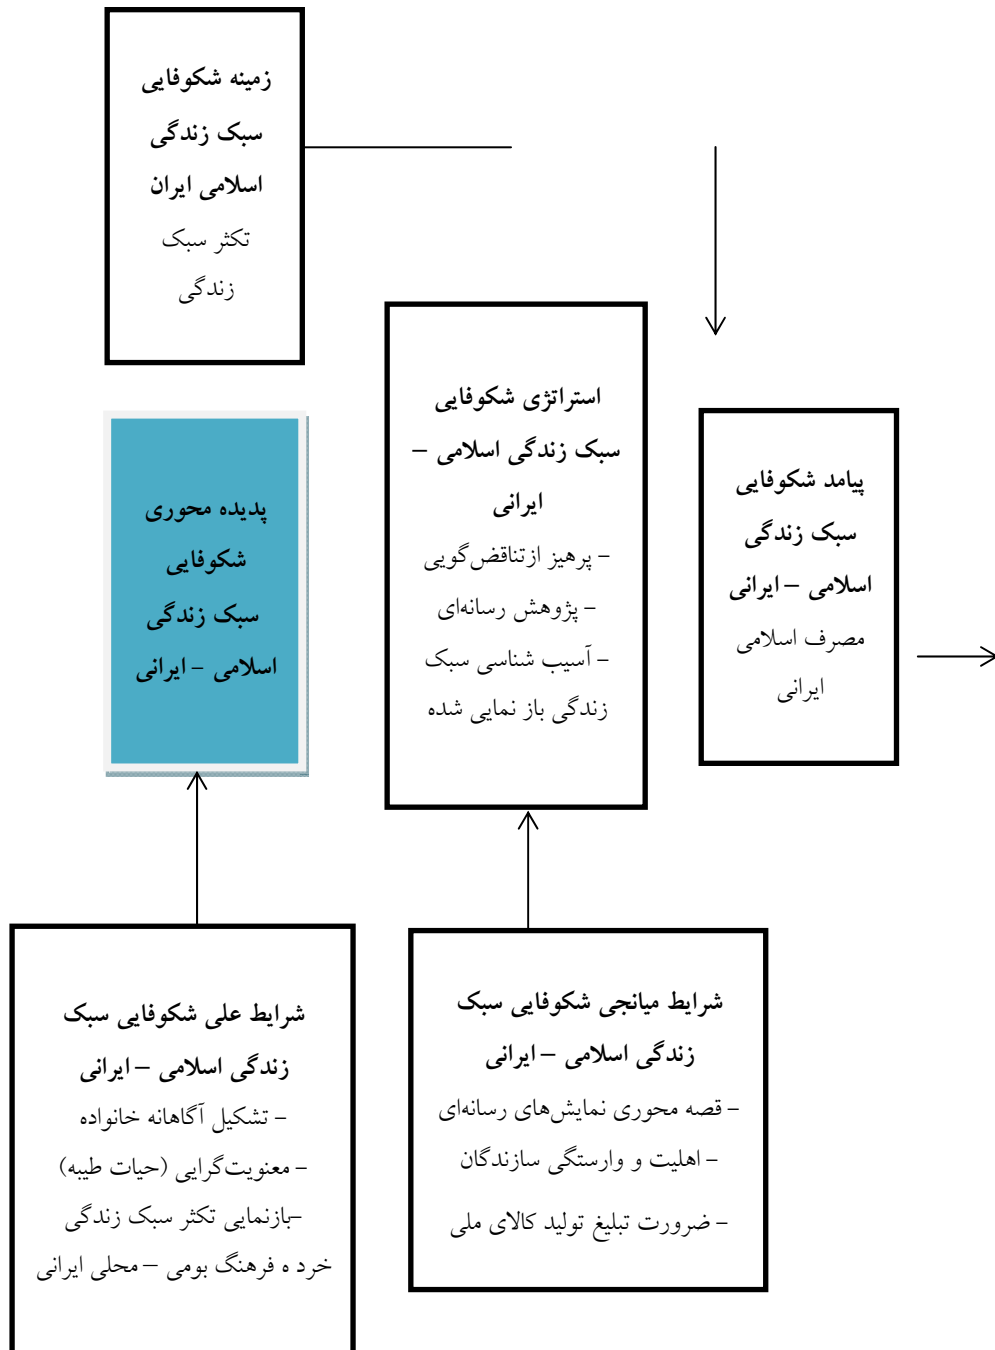 زمینه شکوفایی
سبک زندگی
اسلامی ایران
تکثر سبک
زندگی
پدیده محوری
شکوفایی
سبک زندگی
اسلامی – ایرانی
استراتژی شکوفایی
سبک زندگی اسلامی –
ایرانی
- پرهیز ازتناقض‌گویی
- پژوهش رسانه‌ای
- آسیب شناسی سبک
زندگی باز نمایی شده
پیامد شکوفایی
سبک زندگی
اسلامی – ایرانی
مصرف اسلامی
ایرانی
شرایط علی شکوفایی سبک
زندگی اسلامی – ایرانی
- تشکیل آگاهانه خانواده
- معنویت‌گرایی (حیات طیبه)
-بازنمایی تکثر سبک زندگی
خرد ه فرهنگ بومی – محلی ایرانی
شرایط میانجی شکوفایی سبک
زندگی اسلامی – ایرانی
- قصه محوری نمایش‌های رسانه‌ای
- اهلیت و وارستگی سازندگان
- ضرورت تبلیغ تولید کالای ملی